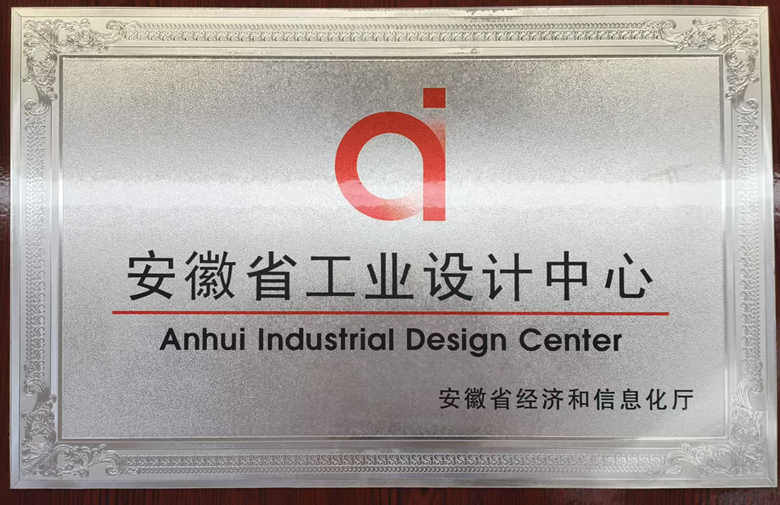 安徽省工业设计中心
Anhui Industrial Design Center
安徽省经济和信息化厅